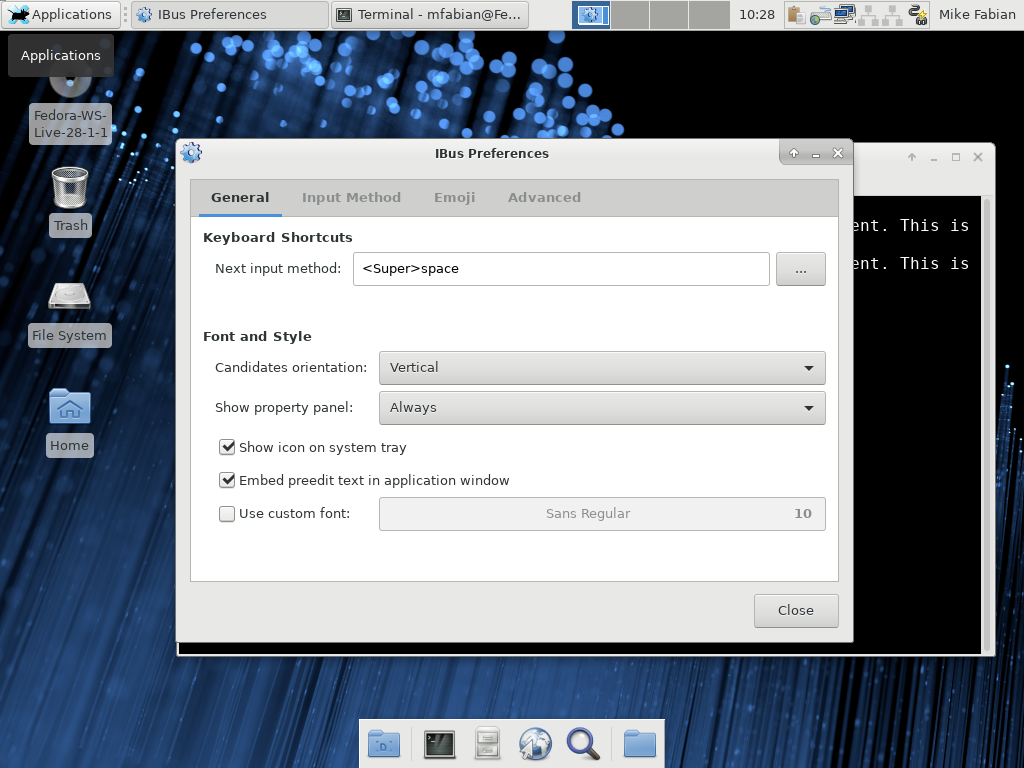 Applications
IBus Preferences
Terminal - mfabian@Fe...
10:28
Mike Fabian
Applications
Fedora-WS-
Live-28-1-1
Trash
File System
Home
IBus Preferences
General
Input Method
Emoji
Advanced
Keyboard Shortcuts
Next input method:
<Super>space
...
Font and Style
Candidates orientation:
Vertical
Show property panel:
Always
Show icon on system tray
Embed preedit text in application window
Use custom font:
Sans Regular
10
Close
ent. This is
ent. This is